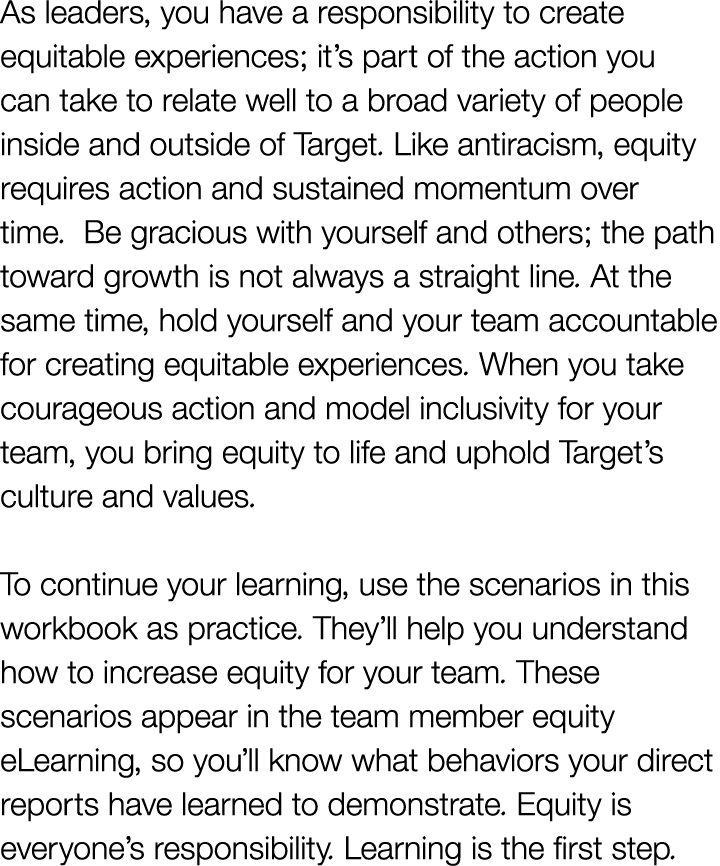 As leaders, you have a responsibility to create
equitable experiences; it’s part of the action you
can take to relate well to a broad variety of people
inside and outside of Target. Like antiracism, equity
requires action and sustained momentum over
time.  Be gracious with yourself and others; the path
toward growth is not always a straight line. At the
same time, hold yourself and your team accountable
for creating equitable experiences. When you take
courageous action and model inclusivity for your
team, you bring equity to life and uphold Target’s
culture and values.

To continue your learning, use the scenarios in this
workbook as practice. They’ll help you understand
how to increase equity for your team. These
scenarios appear in the team member equity
eLearning, so you’ll know what behaviors your direct
reports have learned to demonstrate. Equity is
everyone’s responsibility. Learning is the first step.